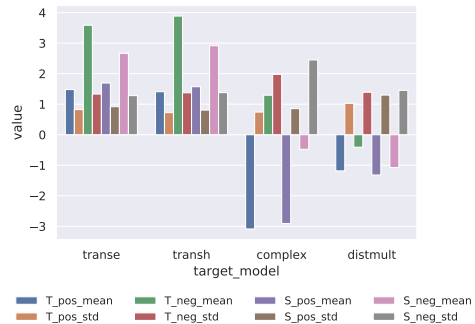 4
3
2
1
0
−1
−2
−3
value
transe transh complex distmult
target_model
T_pos_mean T_neg_mean S_pos_mean S_neg_mean
T_pos_std T_neg_std S_pos_std S_neg_std